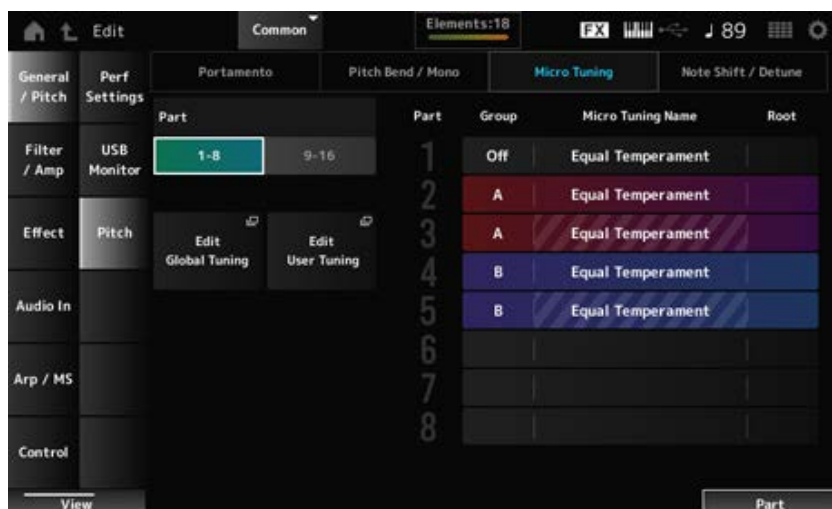 Edit
Common
Elements:18
FX
♩ 89
General / Pitch
Perf Settings
Portamento
Pitch Bend / Mono
Micro Tuning
Note Shift / Detune
Part
Part Group Micro Tuning Name Root
Filter / Amp
USB Monitor
1-8
9-16
1 Off Equal Temperament
2 A Equal Temperament
Effect
Pitch
Edit Global Tuning
Edit User Tuning
3 A Equal Temperament
4 B Equal Temperament
Audio In
5 B Equal Temperament
6
Arp / MS
7
8
Control
View
Part